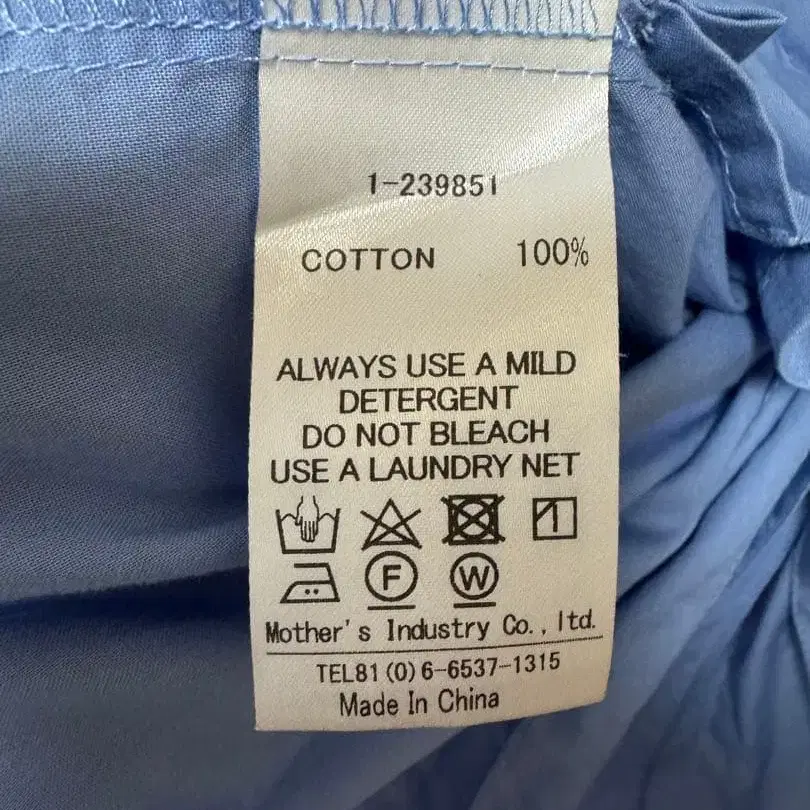 1-239851
COTTON 100%
ALWAYS USE A MILD
DETERGENT
DO NOT BLEACH
USE A LAUNDRY NET
F W
Mother's Industry Co., ltd.
TEL81(0)6-6537-1315
Made In China